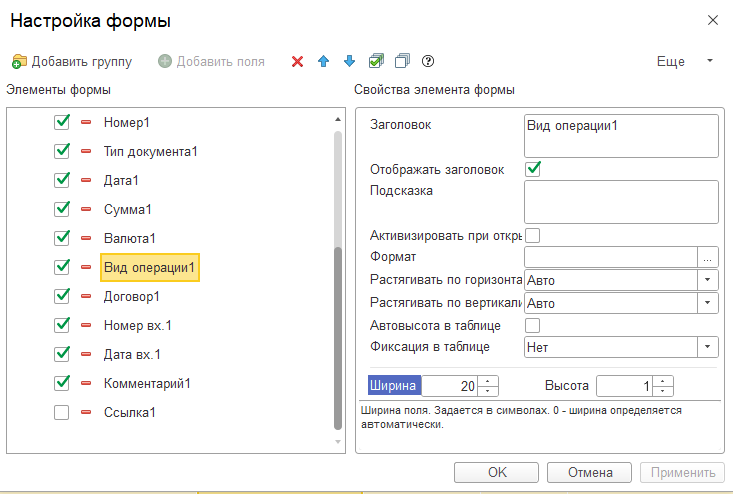 Настройка формы
Добавить группу
Добавить поля
Еще
Элементы формы
Свойства элемента формы
Номер1
Тип документа1
Дата1
Сумма1
Валюта1
Вид операции1
Договор1
Номер вх.1
Дата вх.1
Комментарий1
Ссылка1
Заголовок
Вид операции1
Отображать заголовок
Подсказка
Активизировать при откры
Формат
...
Растягивать по горизонта
Авто
Растягивать по вертикали
Авто
Автовысота в таблице
Фиксация в таблице
Нет
Ширина
20
Высота
1
Ширина поля. Задается в символах. 0 - ширина определяется
автоматически.
OK
Отмена
Применить